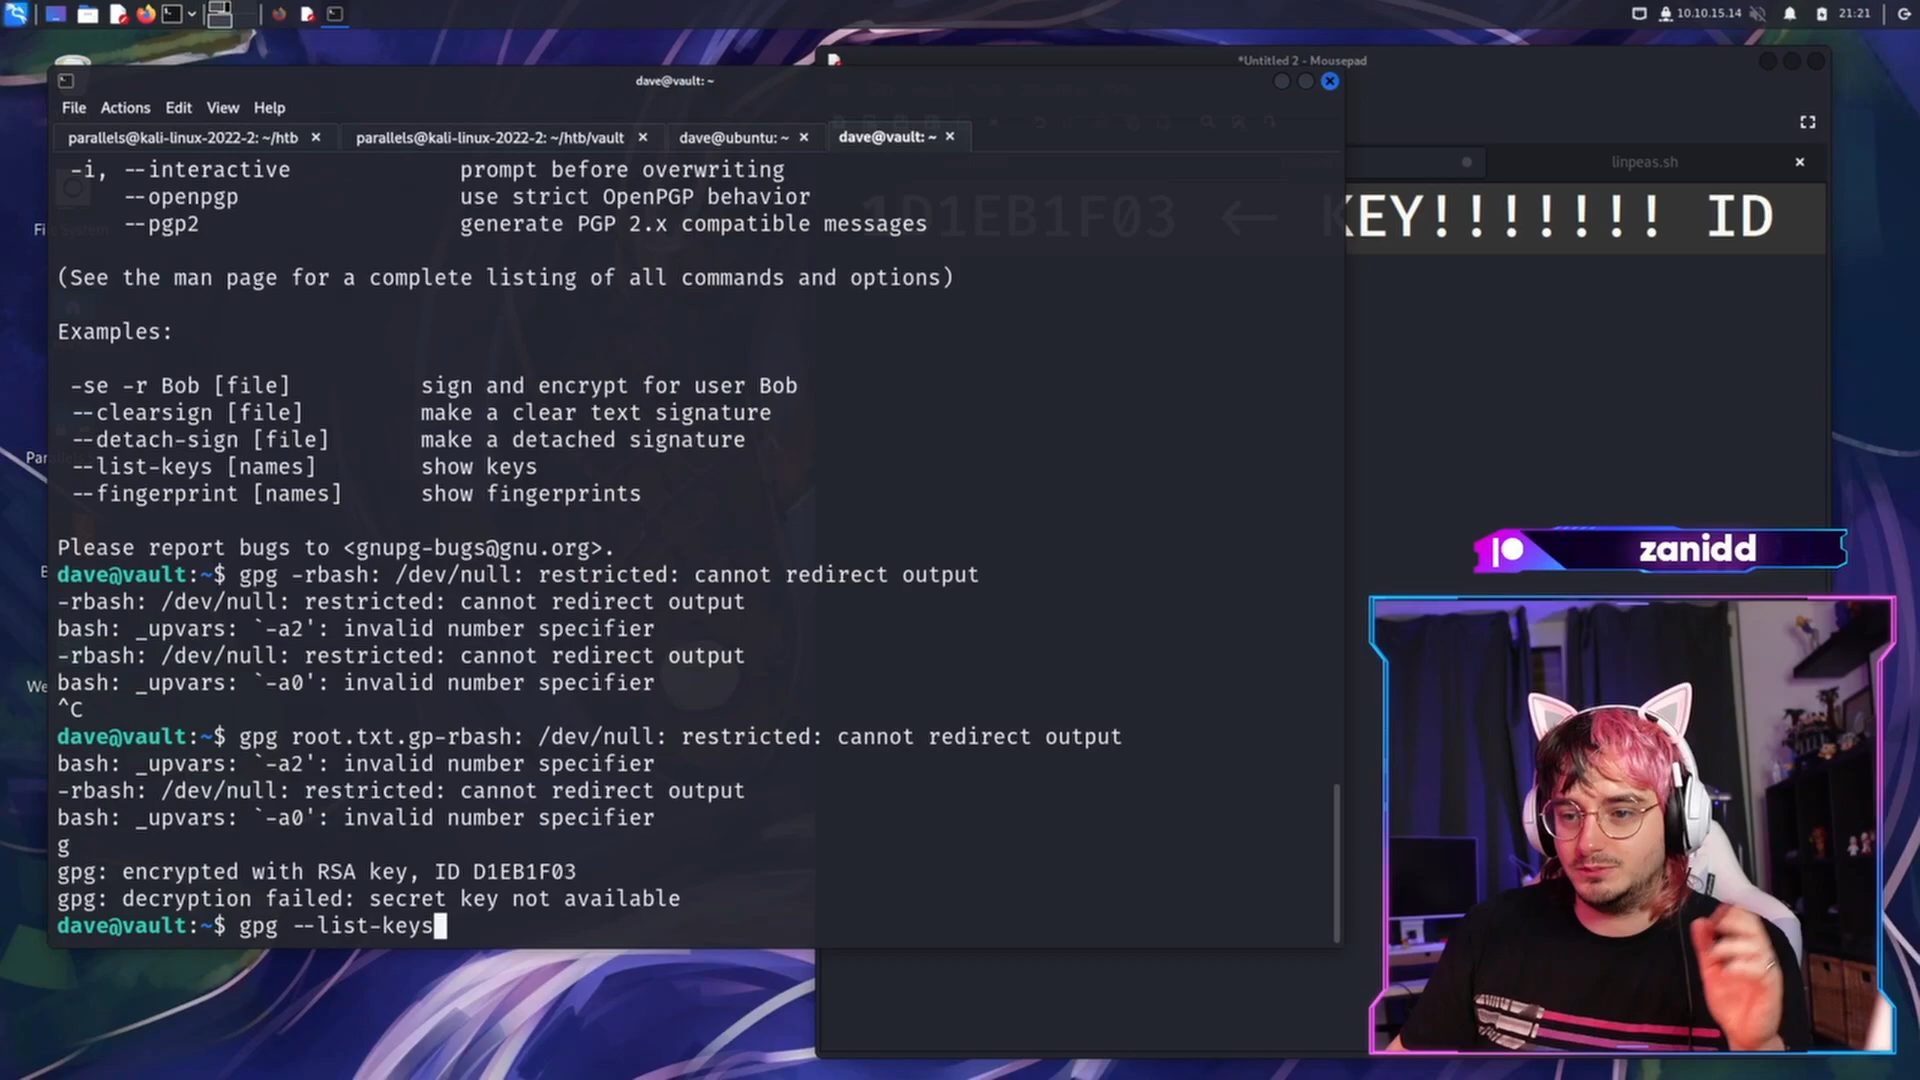 10.10.15.14
21:21
*Untitled 2 - Mousepad
dave@vault: ~
File Actions Edit View Help
parallels@kali-linux-2022-2: ~/htb
parallels@kali-linux-2022-2: ~/htb/vault
dave@ubuntu: ~
dave@vault: ~
linpeas.sh
-i, --interactive prompt before overwriting
--openpgp use strict OpenPGP behavior
--pgp2 generate PGP 2.x compatible messages
D1EB1F03 ← KEY!!!!!!! ID
(See the man page for a complete listing of all commands and options)
Examples:
-se -r Bob [file] sign and encrypt for user Bob
--clearsign [file] make a clear text signature
--detach-sign [file] make a detached signature
--list-keys [names] show keys
--fingerprint [names] show fingerprints
Please report bugs to <gnupg-bugs@gnu.org>.
dave@vault:~$ gpg -rbash: /dev/null: restricted: cannot redirect output
-rbash: /dev/null: restricted: cannot redirect output
bash: _upvars: `-a2': invalid number specifier
-rbash: /dev/null: restricted: cannot redirect output
bash: _upvars: `-a0': invalid number specifier
^C
dave@vault:~$ gpg root.txt.gp-rbash: /dev/null: restricted: cannot redirect output
bash: _upvars: `-a2': invalid number specifier
-rbash: /dev/null: restricted: cannot redirect output
bash: _upvars: `-a0': invalid number specifier
g
gpg: encrypted with RSA key, ID D1EB1F03
gpg: decryption failed: secret key not available
dave@vault:~$ gpg --list-keys
zanidd